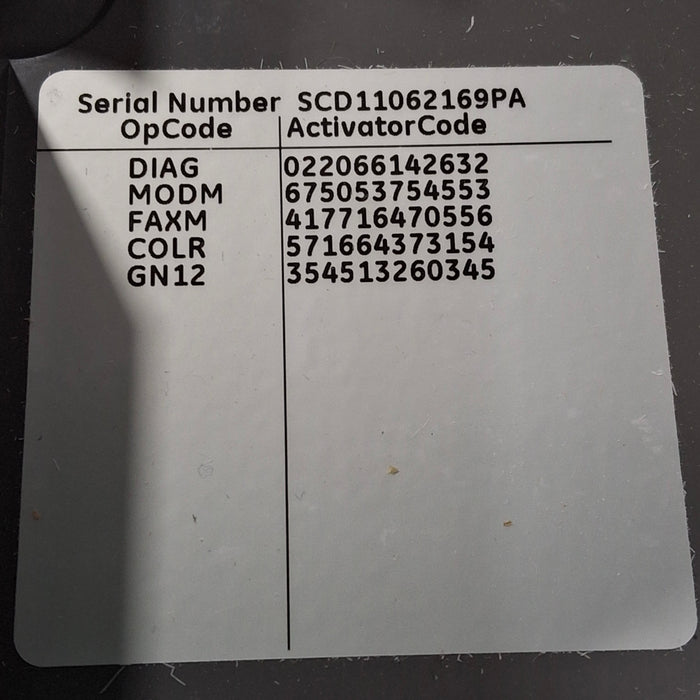 Serial Number SCD11062169PA
OpCode ActivatorCode
DIAG 022066142632
MODM 675053754553
FAXM 417716470556
COLR 571664373154
GN12 354513260345